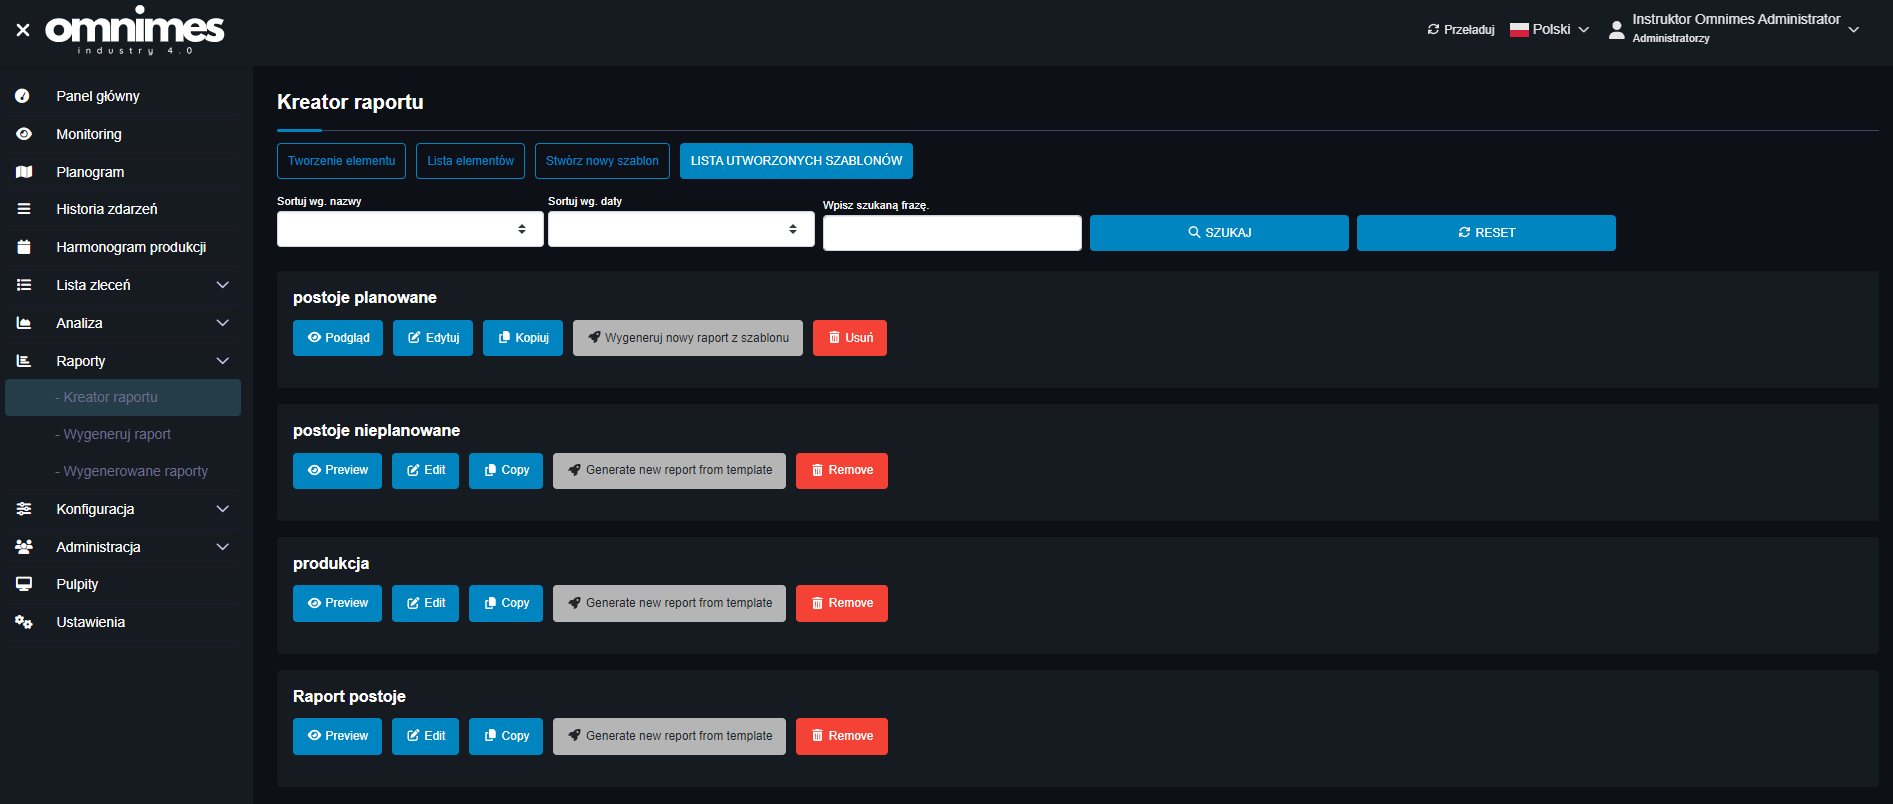 omnimes
industry 4.0
Przeładuj
Polski
Instruktor Omnimes Administrator
Administratorzy
Panel główny
Monitoring
Planogram
Historia zdarzeń
Harmonogram produkcji
Lista zleceń
Analiza
Raporty
- Kreator raportu
- Wygeneruj raport
- Wygenerowane raporty
Konfiguracja
Administracja
Pulpity
Ustawienia
Kreator raportu
Tworzenie elementu
Lista elementów
Stwórz nowy szablon
LISTA UTWORZONYCH SZABLONÓW
Sortuj wg. nazwy
Sortuj wg. daty
Wpisz szukaną frazę.
SZUKAJ
RESET
postoje planowane
Podgląd
Edytuj
Kopiuj
Wygeneruj nowy raport z szablonu
Usuń
postoje nieplanowane
Preview
Edit
Copy
Generate new report from template
Remove
produkcja
Preview
Edit
Copy
Generate new report from template
Remove
Raport postoje
Preview
Edit
Copy
Generate new report from template
Remove